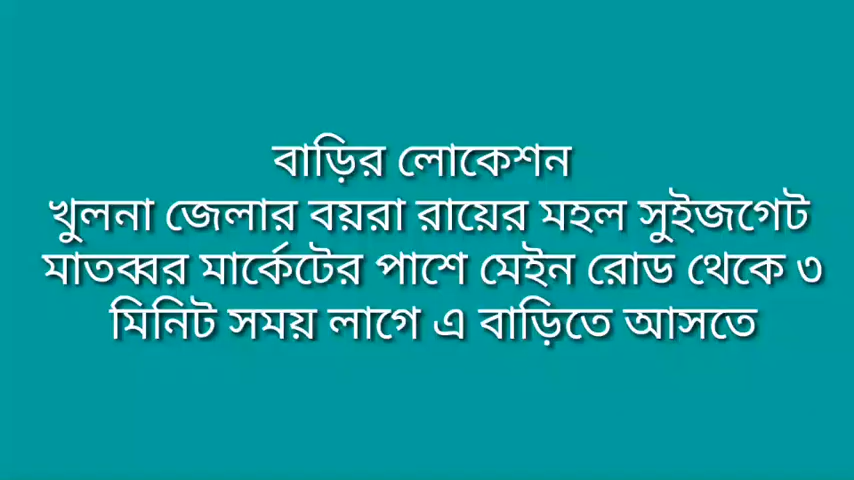 বাড়ির লোকেশন
খুলনা জেলার বয়রা রায়ের মহল সুইজগেট
মাতব্বর মার্কেটের পাশে মেইন রোড থেকে ৩
মিনিট সময় লাগে এ বাড়িতে আসতে